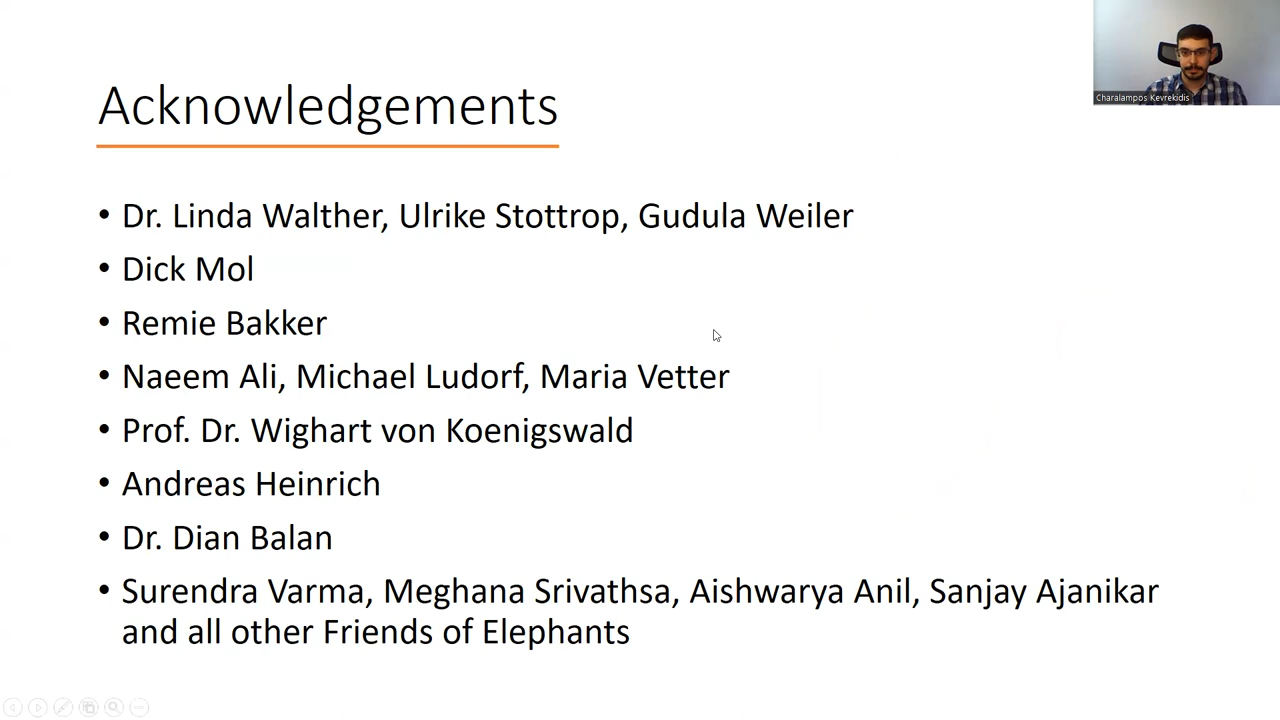 Charalampos Kevrekidis
Acknowledgements
• Dr. Linda Walther, Ulrike Stottrop, Gudula Weiler
• Dick Mol
• Remie Bakker
• Naeem Ali, Michael Ludorf, Maria Vetter
• Prof. Dr. Wighart von Koenigswald
• Andreas Heinrich
• Dr. Dian Balan
• Surendra Varma, Meghana Srivathsa, Aishwarya Anil, Sanjay Ajanikar
and all other Friends of Elephants